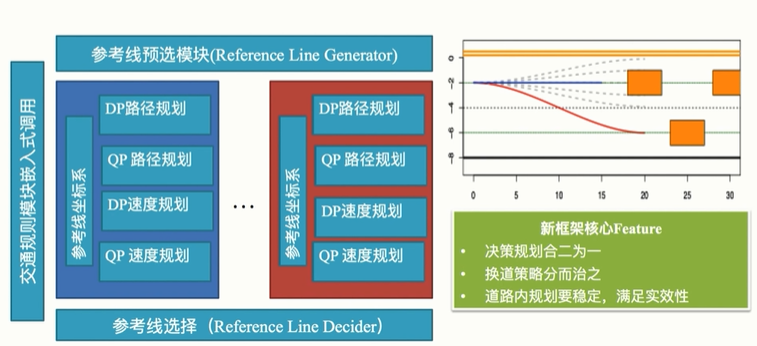 参考线预选模块(Reference Line Generator)
交通规则模块嵌入式调用
参考线坐标系
DP路径规划
QP 路径规划
DP速度规划
QP 速度规划
...
参考线坐标系
DP路径规划
QP 路径规划
DP速度规划
QP 速度规划
参考线选择（Reference Line Decider）
0
-2
-4
-6
-8
0
5
10
15
20
25
30
新框架核心Feature
• 决策规划合二为一
• 换道策略分而治之
• 道路内规划要稳定，满足实效性